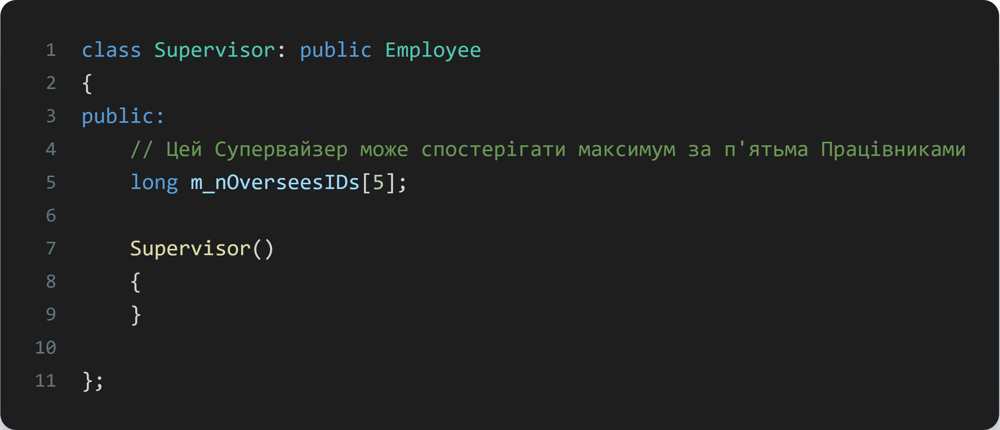 1 class Supervisor: public Employee
2 {
3 public:
4     // Цей Супервайзер може спостерігати максимум за п'ятьма Працівниками
5     long m_nOverseesIDs[5];
6
7     Supervisor()
8     {
9     }
10
11 };